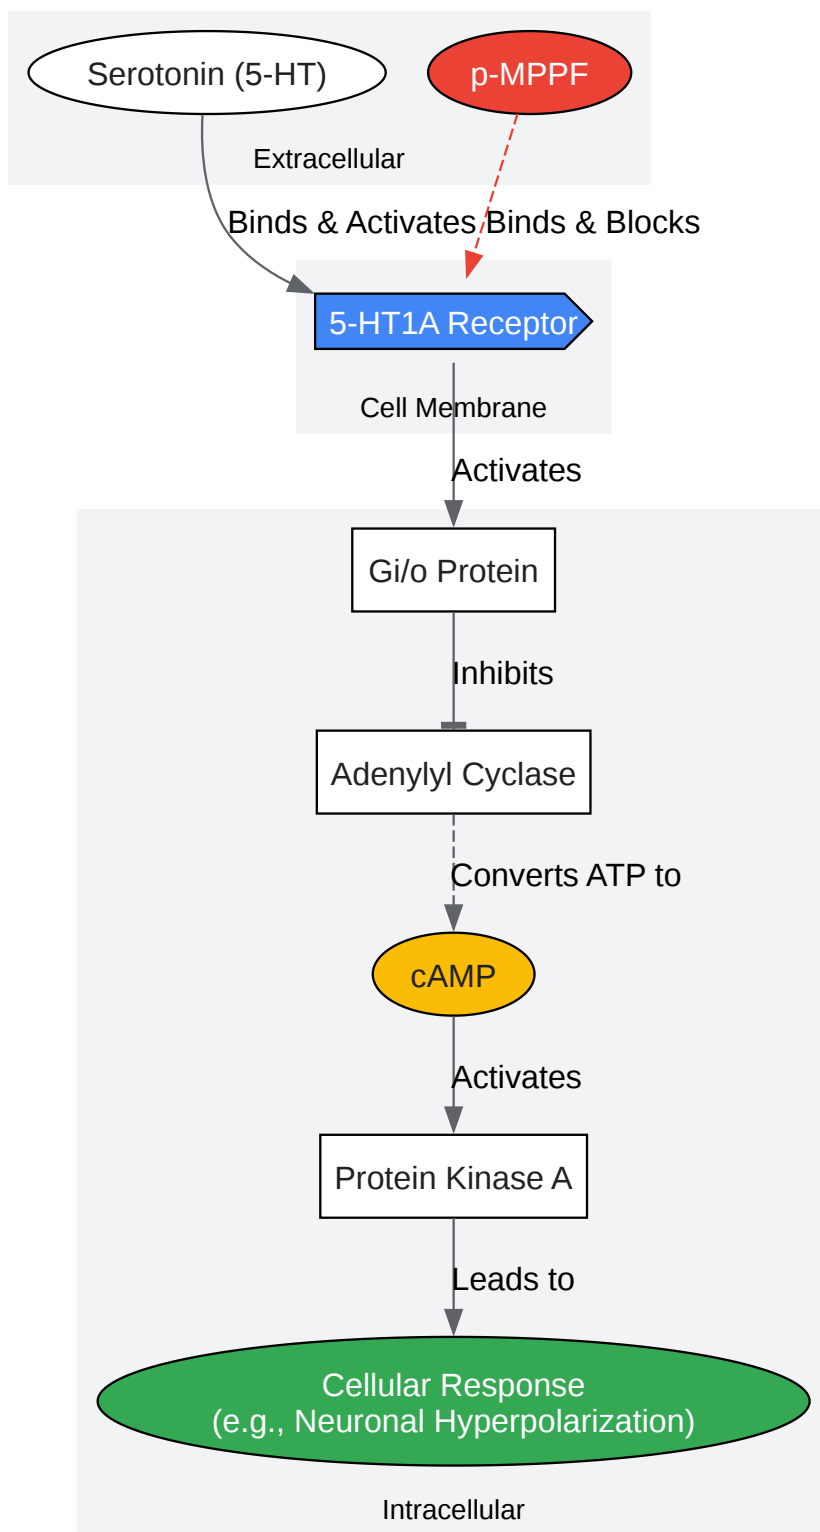 Serotonin (5-HT)
p-MPPF
Extracellular
Binds & Activates
Binds & Blocks
5-HT1A Receptor
Cell Membrane
Activates
Gi/o Protein
Inhibits
Adenylyl Cyclase
Converts ATP to
cAMP
Activates
Protein Kinase A
Leads to
Cellular Response
(e.g., Neuronal Hyperpolarization)
Intracellular